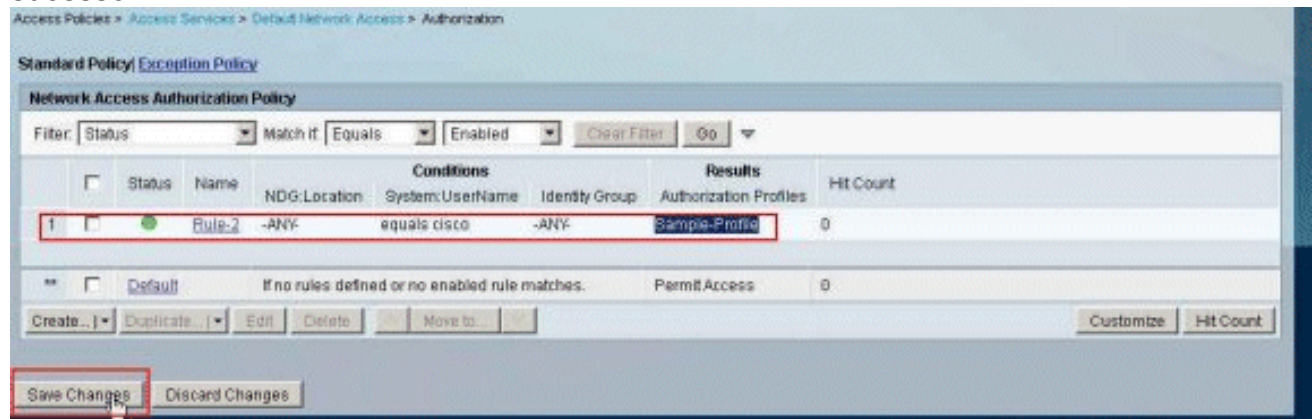 Access Policies > Access Services > Default Network Access > Authorization
Standard Policy| Exception Policy
Network Access Authorization Policy
Filter: Status Match if: Equals Enabled Clear Filter Go
Conditions Results
Status Name NDG:Location System:UserName Identity Group Authorization Profiles Hit Count
1 Rule-2 -ANY- equals cisco -ANY- Sample-Profile 0
** Default If no rules defined or no enabled rule matches. Permit Access 0
Create... Duplicate... Edit Delete Move to... Customize Hit Count
Save Changes Discard Changes